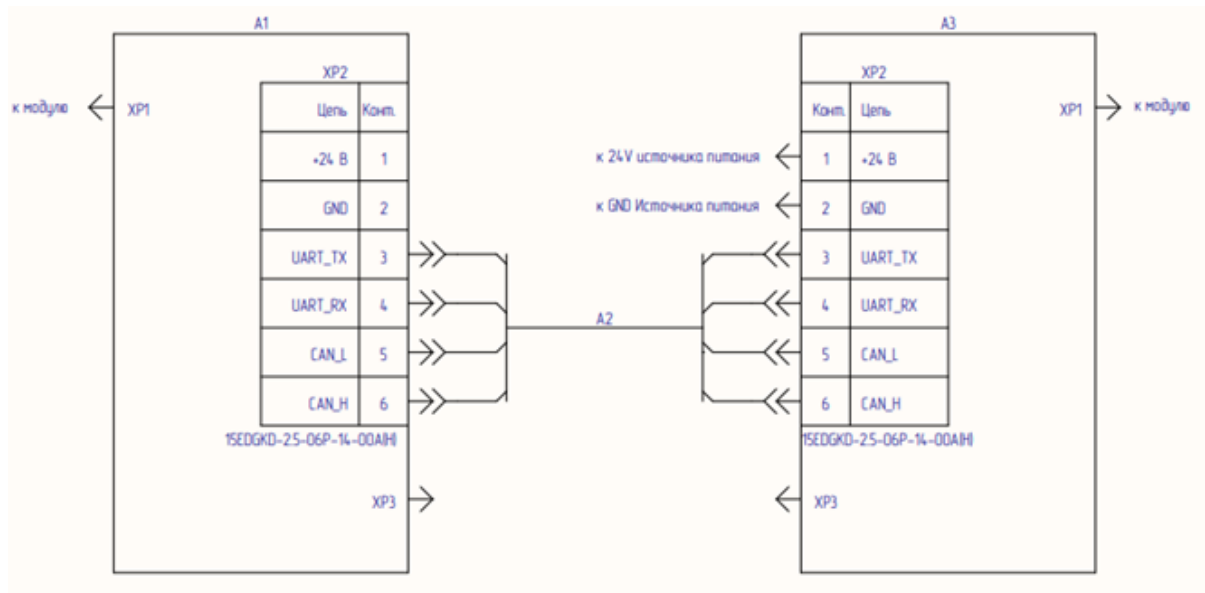 A1
XP2
к модулю
XP1
Цепь Конт.
+24 В 1
GND 2
UART_TX 3
UART_RX 4
CAN_L 5
CAN_H 6
15EDGKD-2.5-06P-14-00A(H)
XP3
A2
A3
XP2
XP1
к модулю
Конт. Цепь
к 24V источника питания
1 +24 В
к GND Источника питания
2 GND
3 UART_TX
4 UART_RX
5 CAN_L
6 CAN_H
15EDGKD-2.5-06P-14-00A(H)
XP3